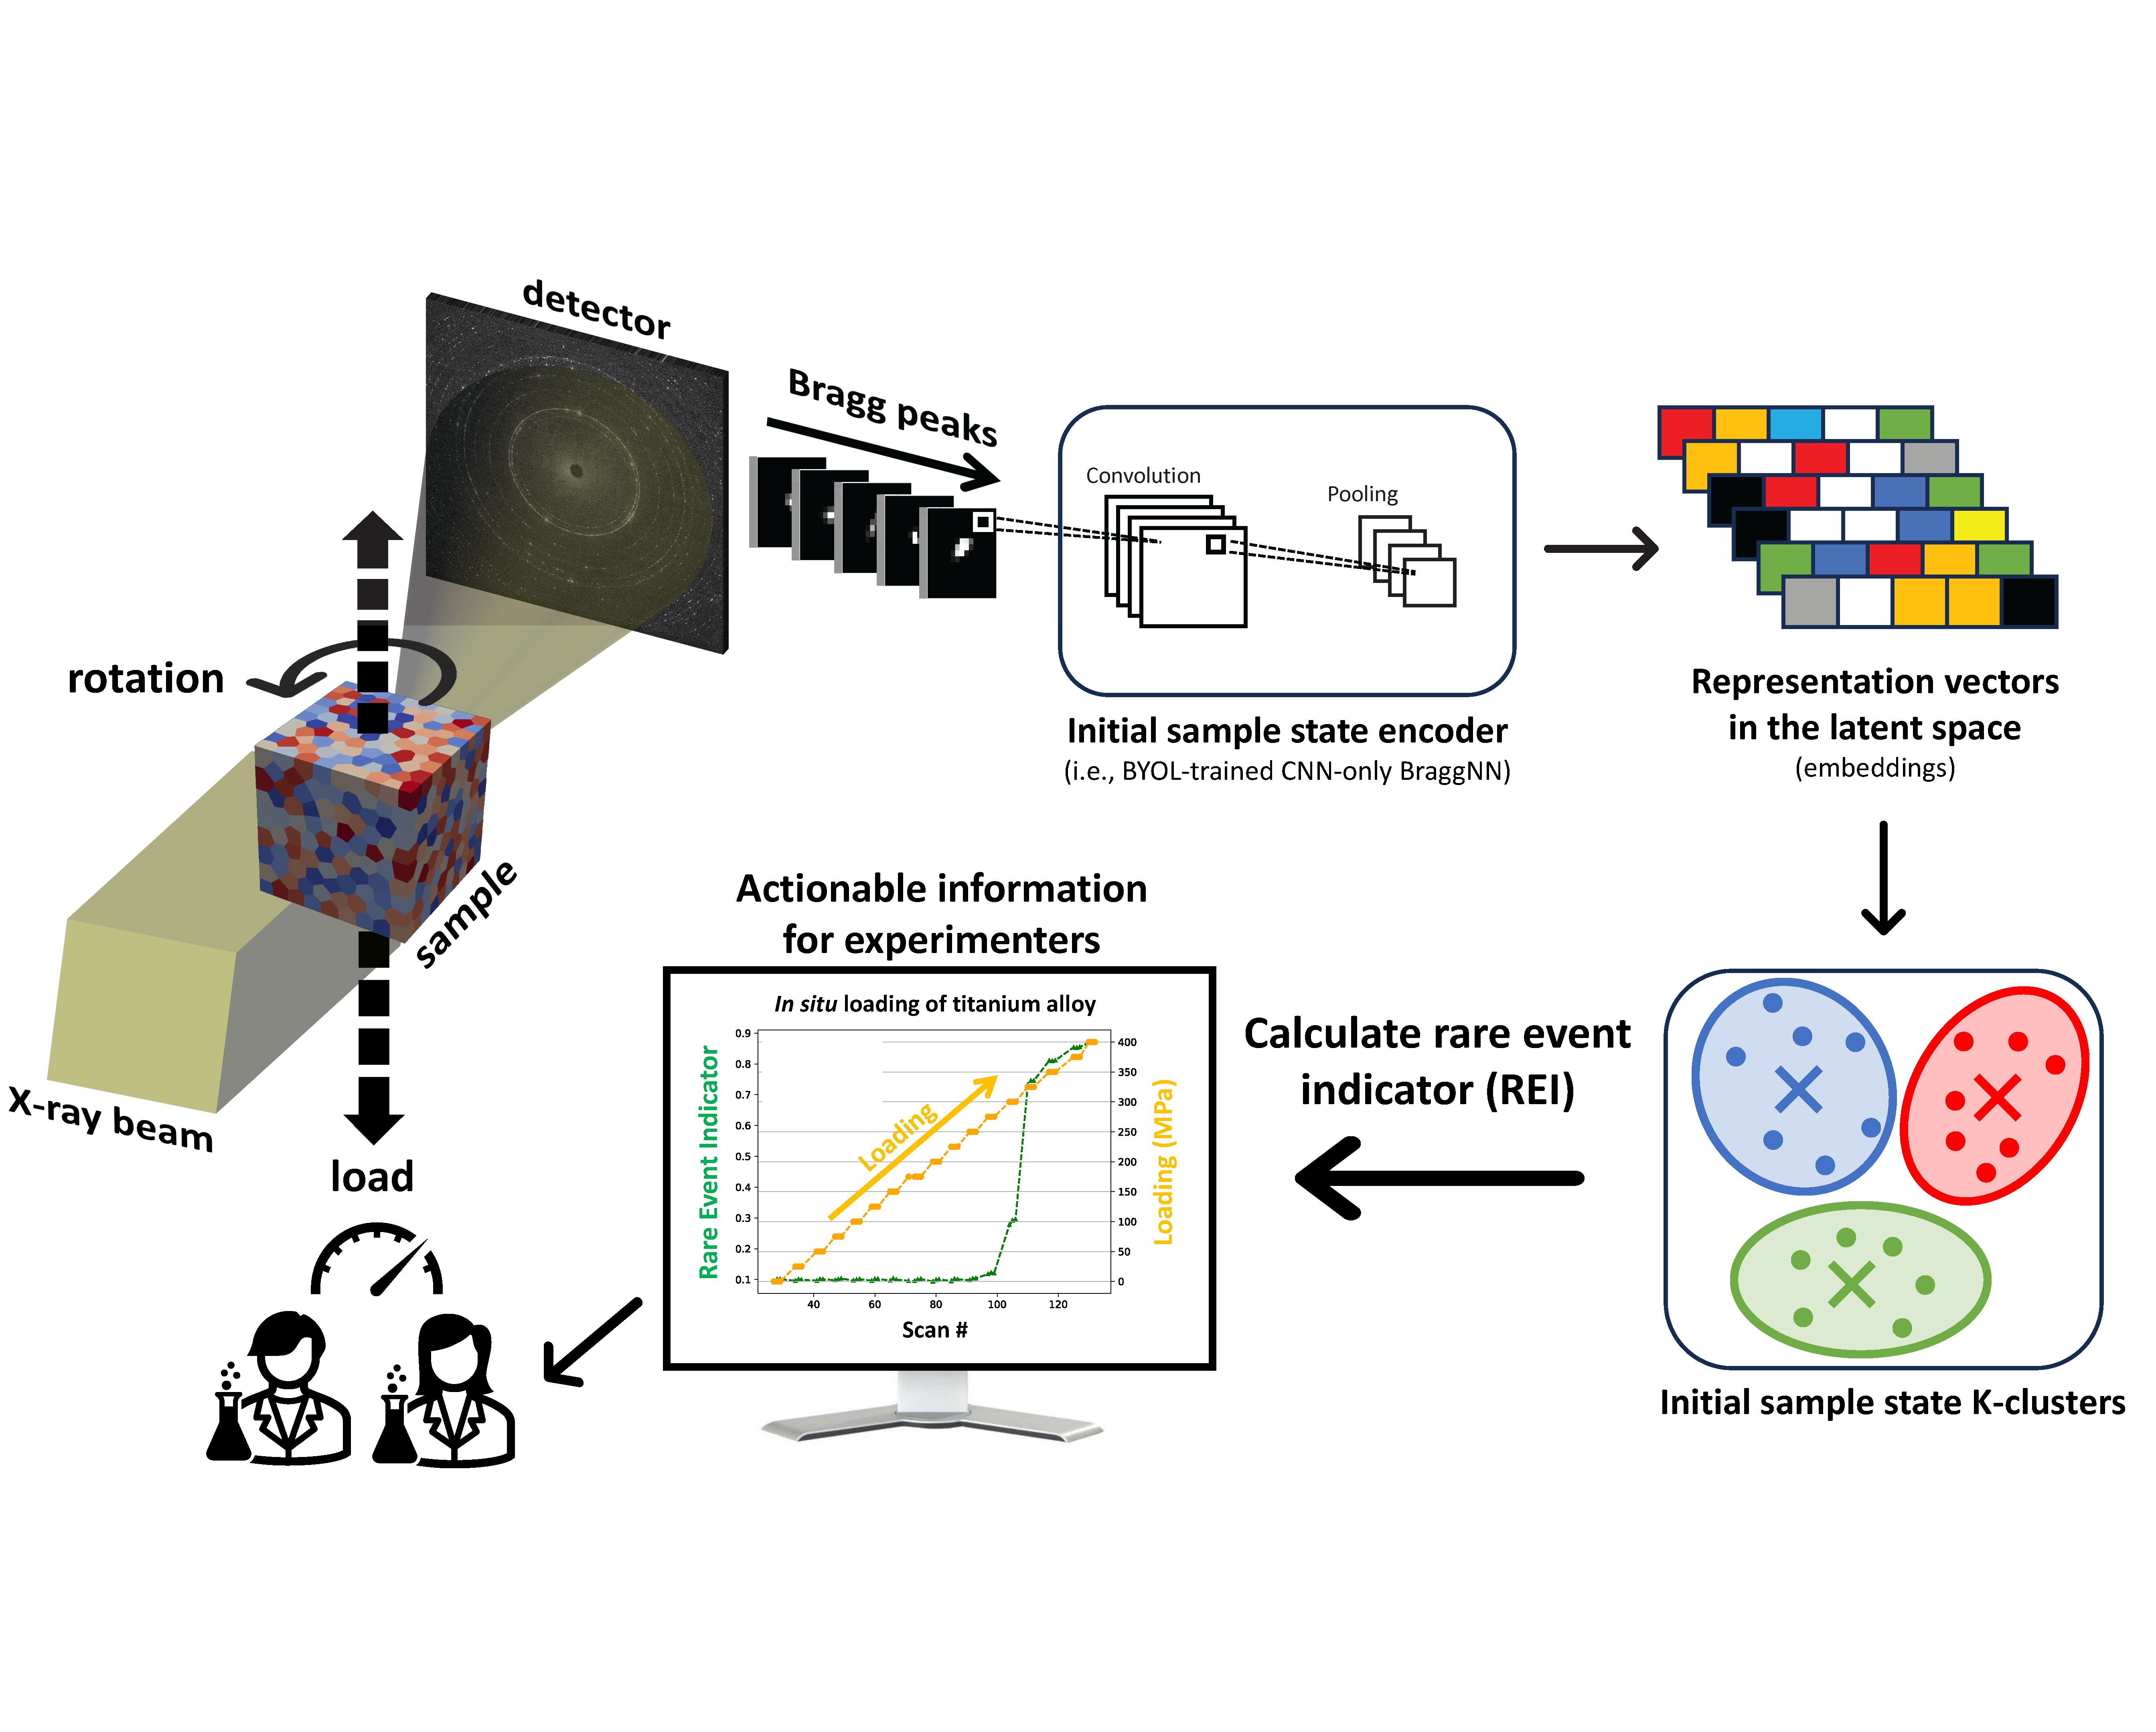 detector
Bragg peaks
Convolution
Pooling
rotation
sample
X-ray beam
load
Initial sample state encoder
(i.e., BYOL-trained CNN-only BraggNN)
Representation vectors
in the latent space
(embeddings)
Initial sample state K-clusters
Calculate rare event
indicator (REI)
Actionable information
for experimenters
In situ loading of titanium alloy
Rare Event Indicator
0.9
0.8
0.7
0.6
0.5
0.4
0.3
0.2
0.1
Loading
400
350
300
250
200
150
100
50
0
Loading (MPa)
40 60 80 100 120
Scan #